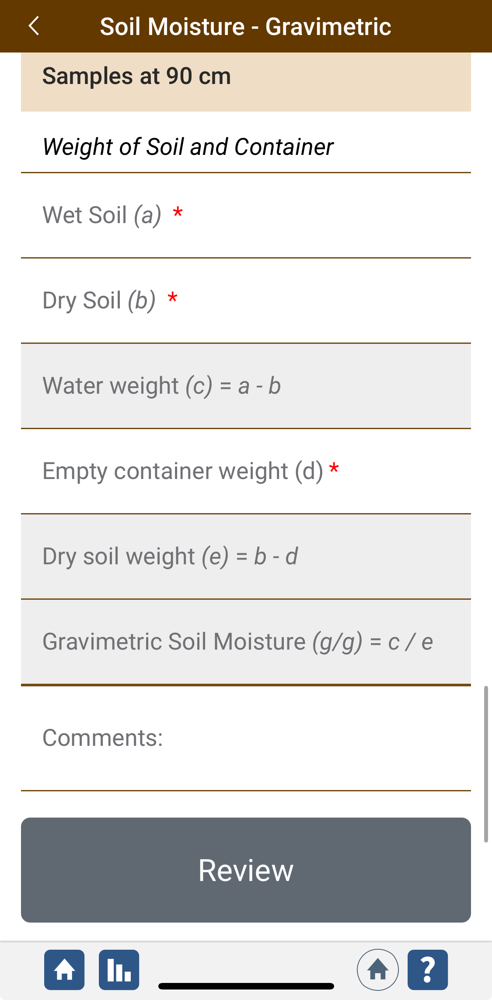 Soil Moisture - Gravimetric
Samples at 90 cm
Weight of Soil and Container
Wet Soil (a) *
Dry Soil (b) *
Water weight (c) = a - b
Empty container weight (d) *
Dry soil weight (e) = b - d
Gravimetric Soil Moisture (g/g) = c / e
Comments:
Review
?